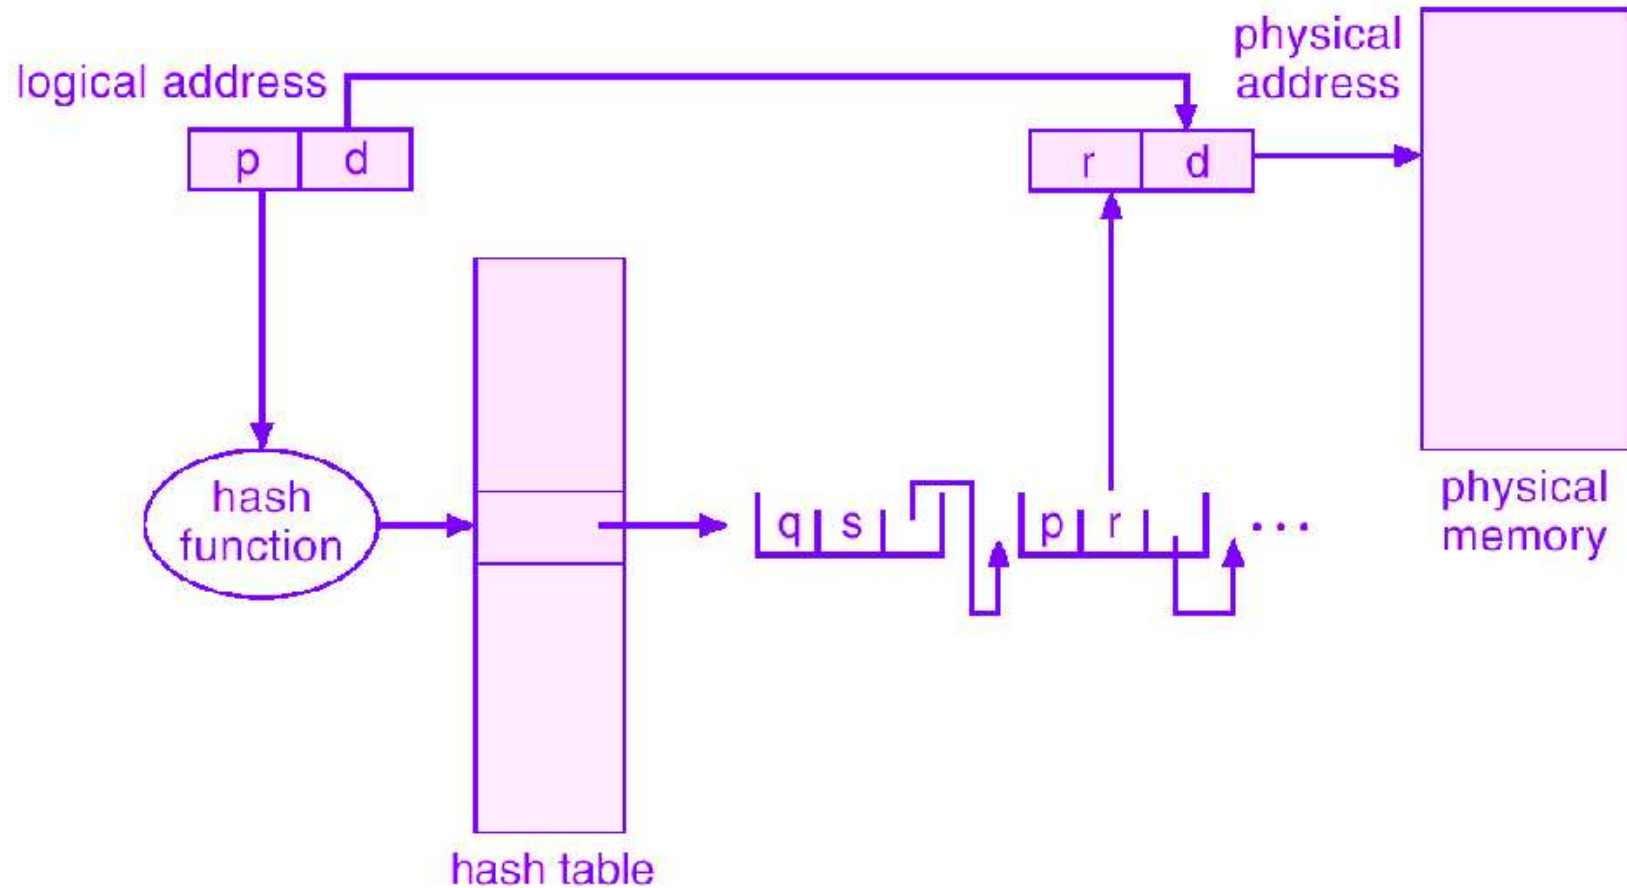 logical address
physical
address
p d
r d
hash
function
q s
p r ...
physical
memory
hash table